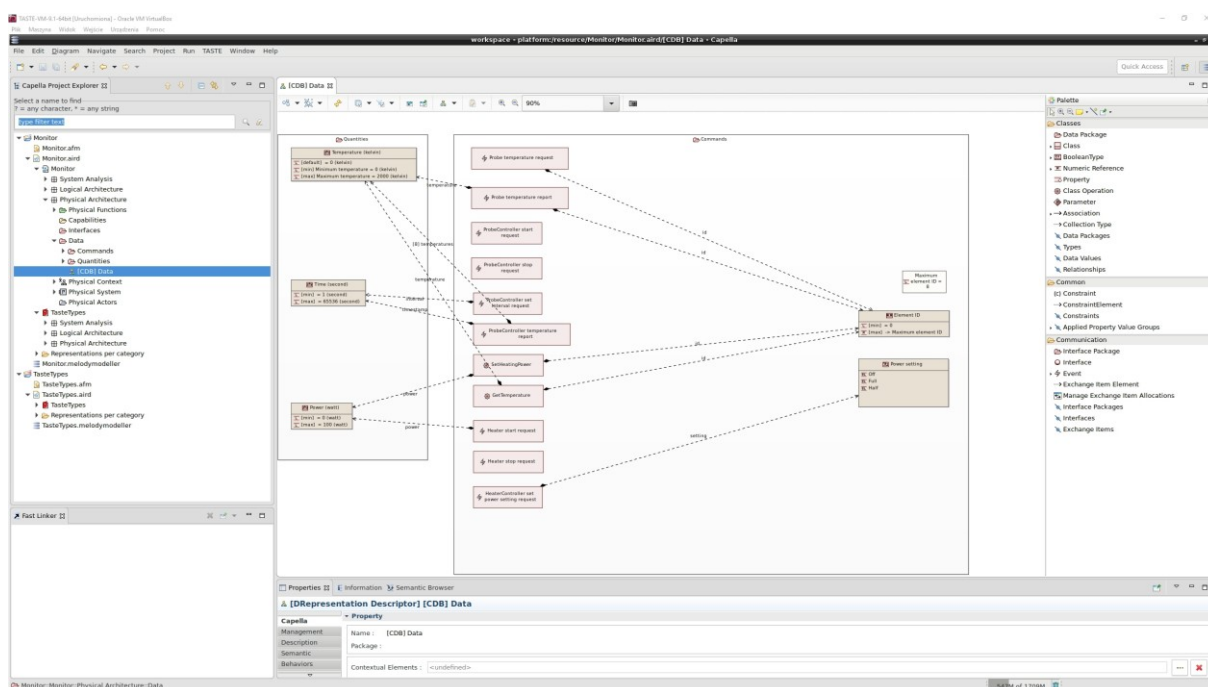 TASTE-VM-9.1-64bit [Uruchomiona] - Oracle VM VirtualBox
Plik Maszyna Widok Wejście Urządzenia Pomoc
workspace - platform:/resource/Monitor/Monitor.aird/[CDB] Data - Capella
File Edit Diagram Navigate Search Project Run TASTE Window Help
Quick Access
Capella Project Explorer
Select a name to find
? = any character, * = any string
type filter text
Monitor
Monitor.afm
Monitor.aird
Monitor
System Analysis
Logical Architecture
Physical Architecture
Physical Functions
Capabilities
Interfaces
Data
Commands
Quantities
[CDB] Data
Physical Context
Physical System
Physical Actors
TasteTypes
System Analysis
Logical Architecture
Physical Architecture
Representations per category
Monitor.melodymodeller
TasteTypes
TasteTypes.afm
TasteTypes.aird
TasteTypes
Representations per category
TasteTypes.melodymodeller
Fast Linker
[CDB] Data
90%
Quantities
Temperature (kelvin)
[default] = 0 (kelvin)
[min] Minimum temperature = 0 (kelvin)
[max] Maximum temperature = 2000 (kelvin)
Time (second)
[min] = 1 (second)
[max] = 65536 (second)
Power (watt)
[min] = 0 (watt)
[max] = 100 (watt)
temperature
[8] temperatures
temperature
power
power
Commands
Probe temperature request
Probe temperature report
ProbeController start
request
ProbeController stop
request
ProbeController set
interval request
ProbeController temperature
report
SetHeatingPower
GetTemperature
Heater start request
Heater stop request
HeaterController set
power setting request
id
id
id
id
setting
Maximum
element ID =
8
Element ID
[min] = 0
[max] -> Maximum element ID
Power setting
Off
Full
Half
Palette
Classes
Data Package
Class
BooleanType
Numeric Reference
Property
Class Operation
Parameter
Association
Collection Type
Data Packages
Types
Data Values
Relationships
Common
Constraint
ConstraintElement
Constraints
Applied Property Value Groups
Communication
Interface Package
Interface
Event
Exchange Item Element
Manage Exchange Item Allocations
Interface Packages
Interfaces
Exchange Items
Properties Information Semantic Browser
[DRepresentation Descriptor] [CDB] Data
Capella
Management
Description
Semantic
Behaviors
Property
Name : [CDB] Data
Package :
Contextual Elements : <undefined>
Monitor::Monitor::Physical Architecture::Data